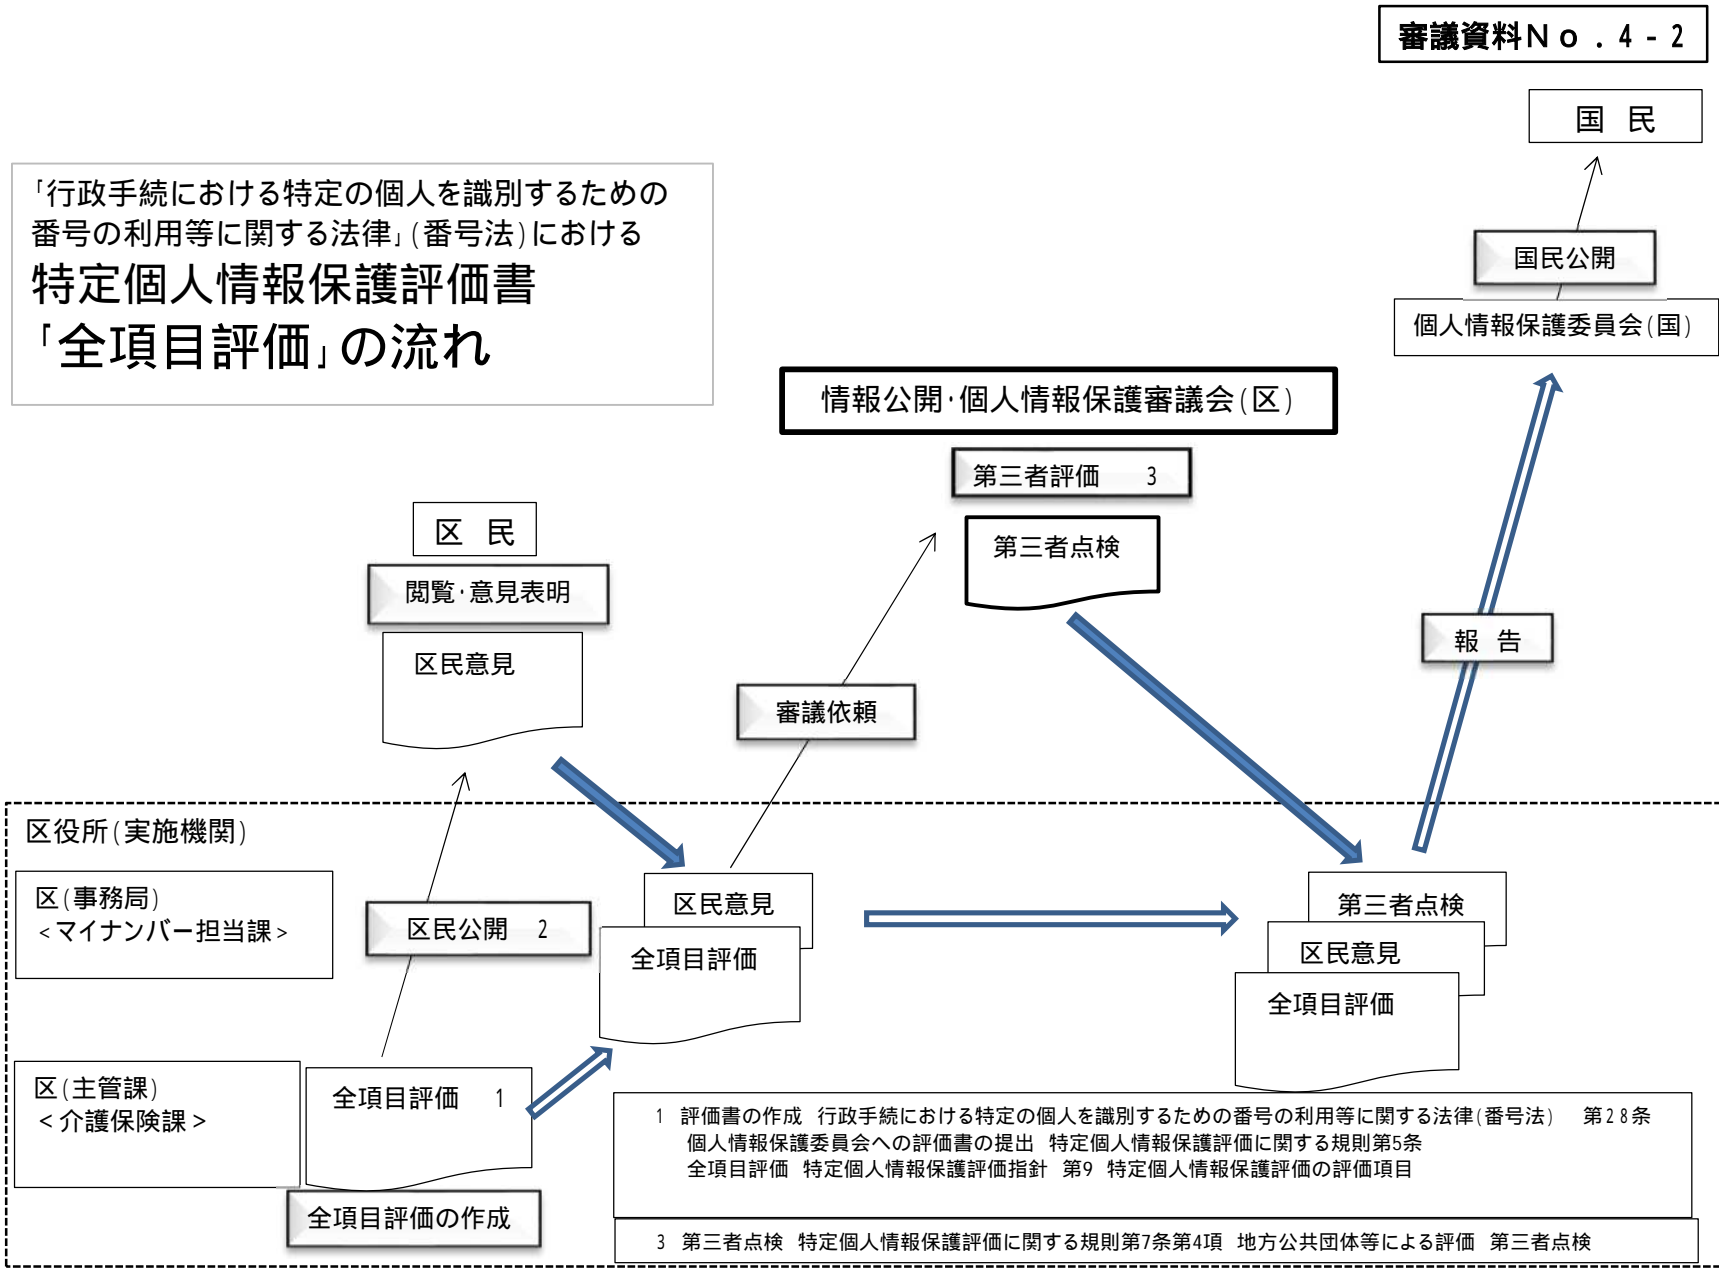 審議資料No.4-2
国 民
「行政手続における特定の個人を識別するための
番号の利用等に関する法律」(番号法)における
特定個人情報保護評価書
「全項目評価」の流れ
国民公開
個人情報保護委員会(国)
情報公開・個人情報保護審議会(区)
第三者評価 3
第三者点検
区 民
閲覧・意見表明
区民意見
審議依頼
報 告
区役所(実施機関)
区(事務局)
<マイナンバー担当課>
区民公開 2
区民意見
全項目評価
第三者点検
区民意見
全項目評価
区(主管課)
<介護保険課>
全項目評価 1
全項目評価の作成
1 評価書の作成 行政手続における特定の個人を識別するための番号の利用等に関する法律(番号法) 第28条
個人情報保護委員会への評価書の提出 特定個人情報保護評価に関する規則第5条
全項目評価 特定個人情報保護評価指針 第9 特定個人情報保護評価の評価項目
3 第三者点検 特定個人情報保護評価に関する規則第7条第4項 地方公共団体等による評価 第三者点検